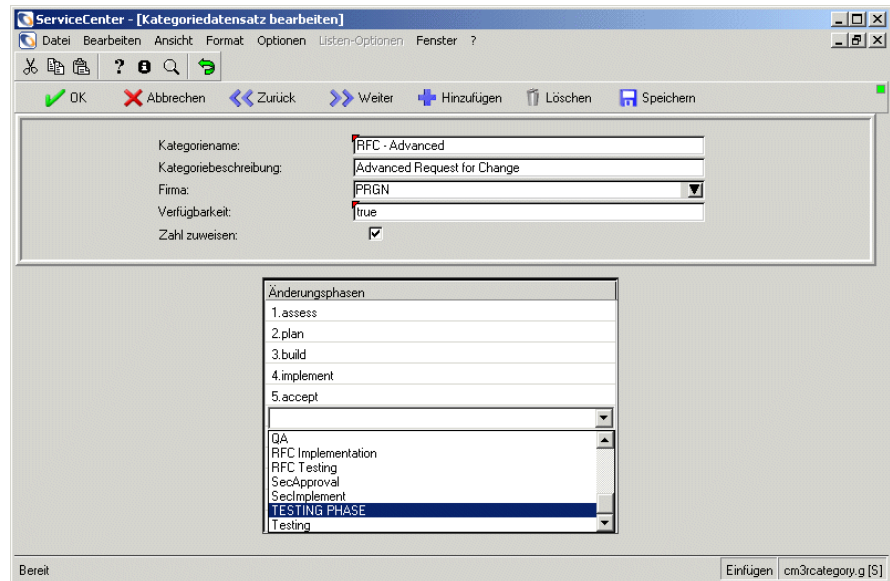 ServiceCenter - [Kategoriedatensatz bearbeiten]
Datei Bearbeiten Ansicht Format Optionen Listen-Optionen Fenster ?
OK Abbrechen Zurück Weiter Hinzufügen Löschen Speichern
Kategoriename: RFC - Advanced
Kategoriebeschreibung: Advanced Request for Change
Firma: PRGN
Verfügbarkeit: true
Zahl zuweisen:
Änderungsphasen
1.assess
2.plan
3.build
4.implement
5.accept
QA
RFC Implementation
RFC Testing
SecApproval
SecImplement
TESTING PHASE
Testing
Bereit Einfügen cm3rcategory.g [S]